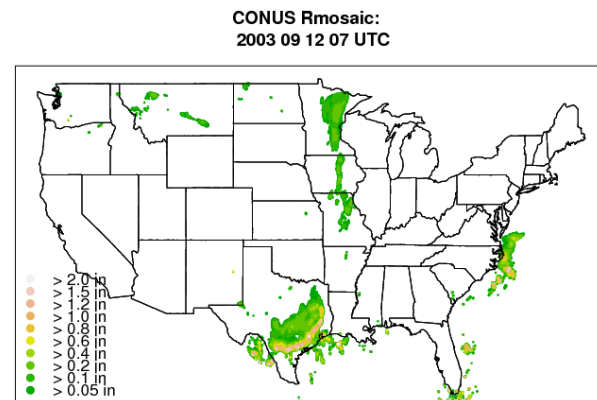 CONUS Rmosaic:
2003 09 12 07 UTC
> 2.0 in
> 1.5 in
> 1.2 in
> 1.0 in
> 0.8 in
> 0.6 in
> 0.4 in
> 0.2 in
> 0.1 in
> 0.05 in